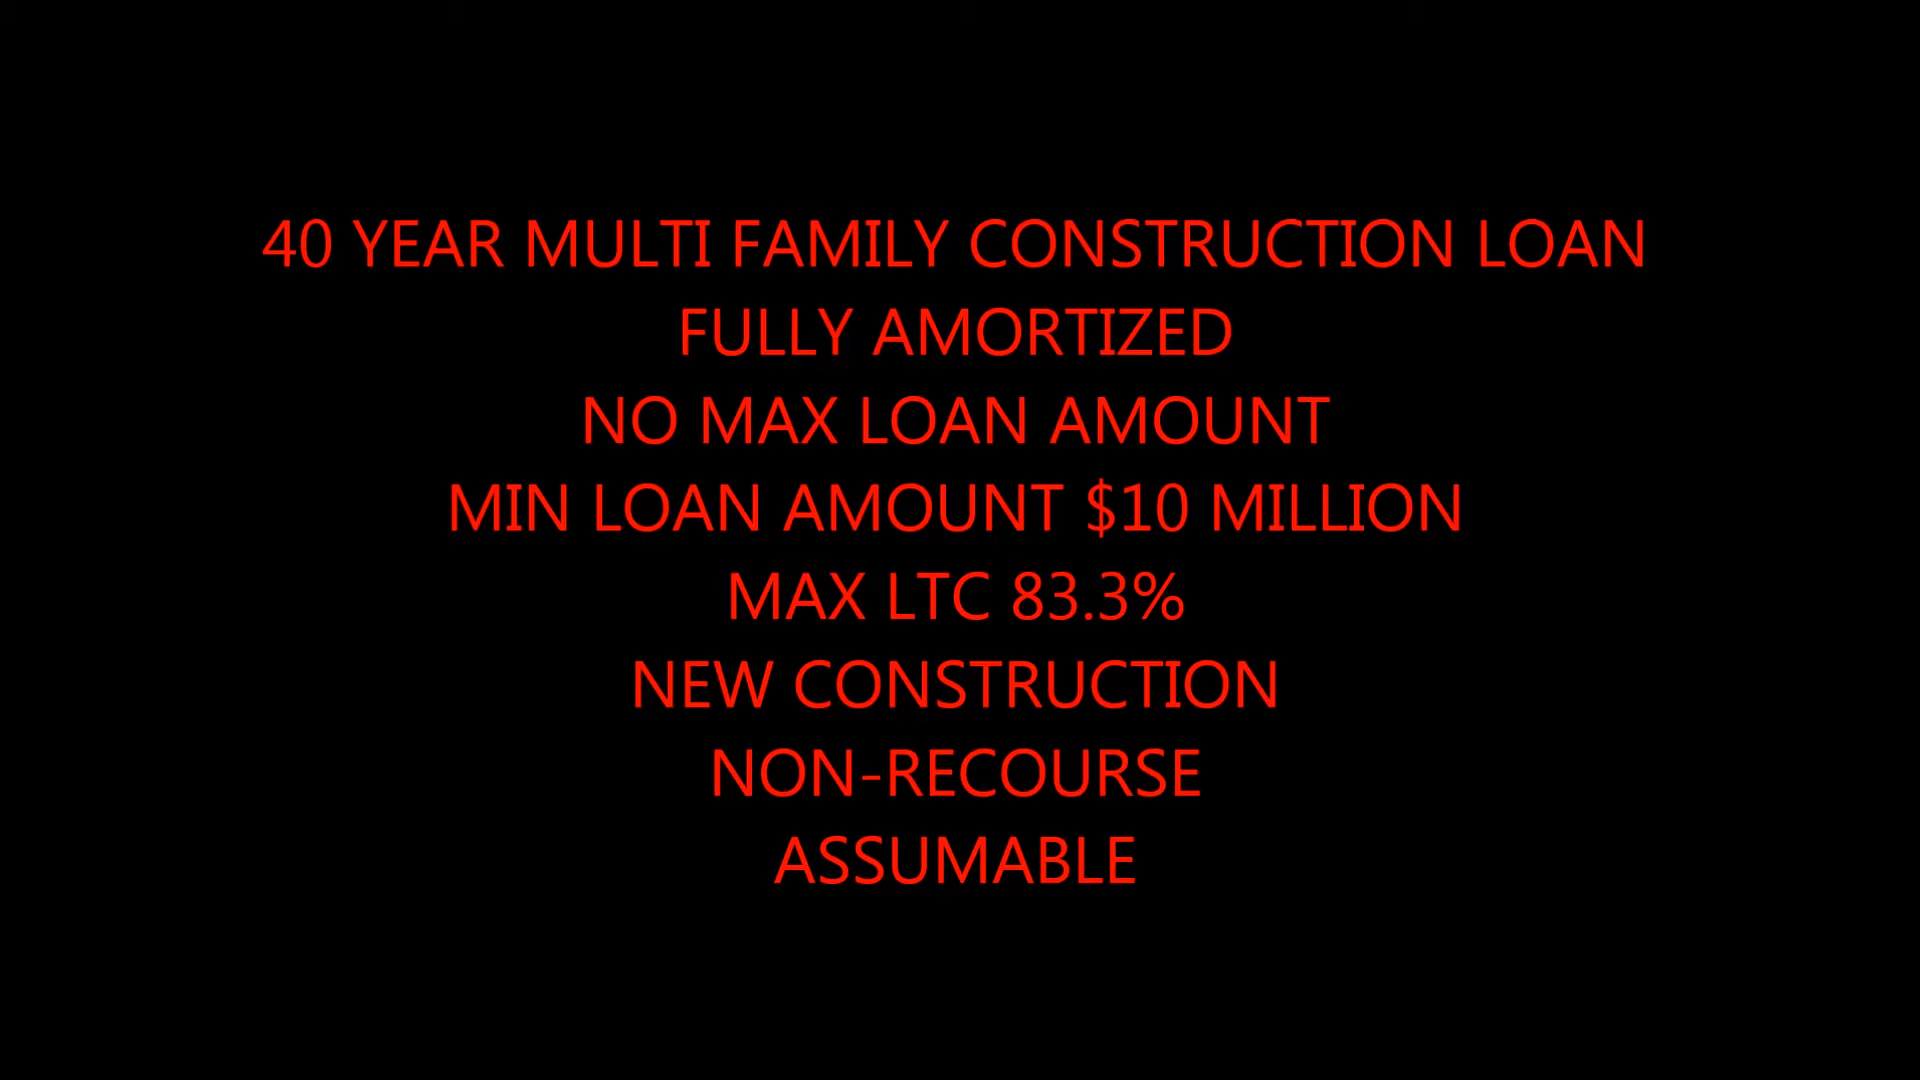 40 YEAR MULTI FAMILY CONSTRUCTION LOAN
FULLY AMORTIZED
NO MAX LOAN AMOUNT
MIN LOAN AMOUNT $10 MILLION
MAX LTC 83.3%
NEW CONSTRUCTION
NON-RECOURSE
ASSUMABLE